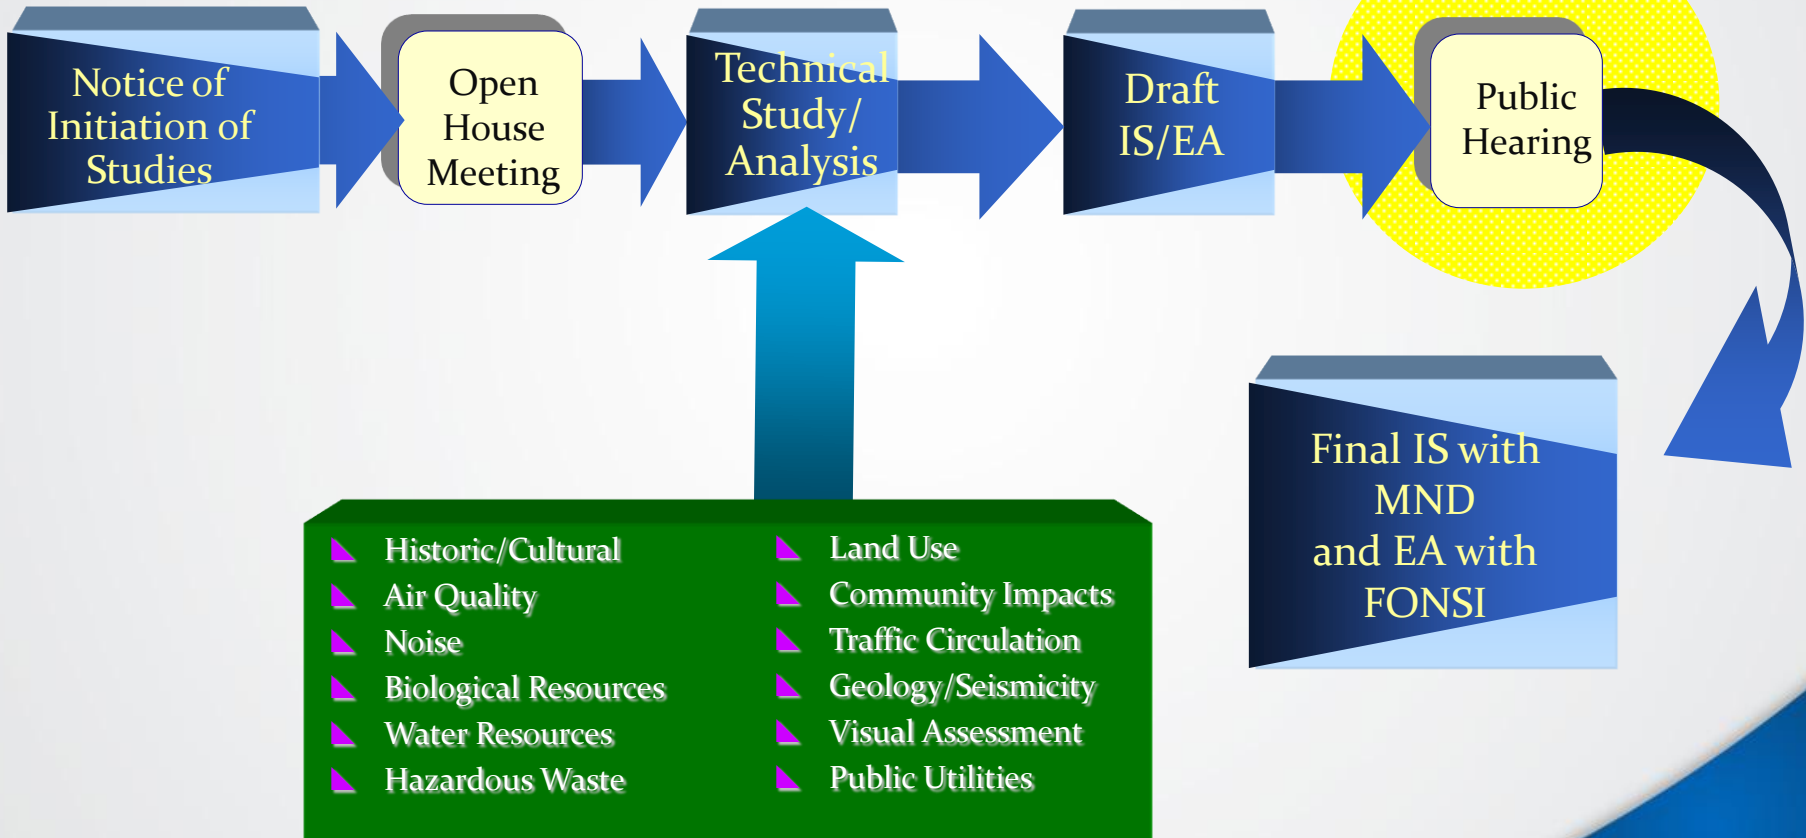 Notice of
Initiation of
Studies
Open
House
Meeting
Technical
Study/
Analysis
Draft
IS/EA
Public
Hearing
Final IS with
MND
and EA with
FONSI
Historic/Cultural
Air Quality
Noise
Biological Resources
Water Resources
Hazardous Waste
Land Use
Community Impacts
Traffic Circulation
Geology/Seismicity
Visual Assessment
Public Utilities